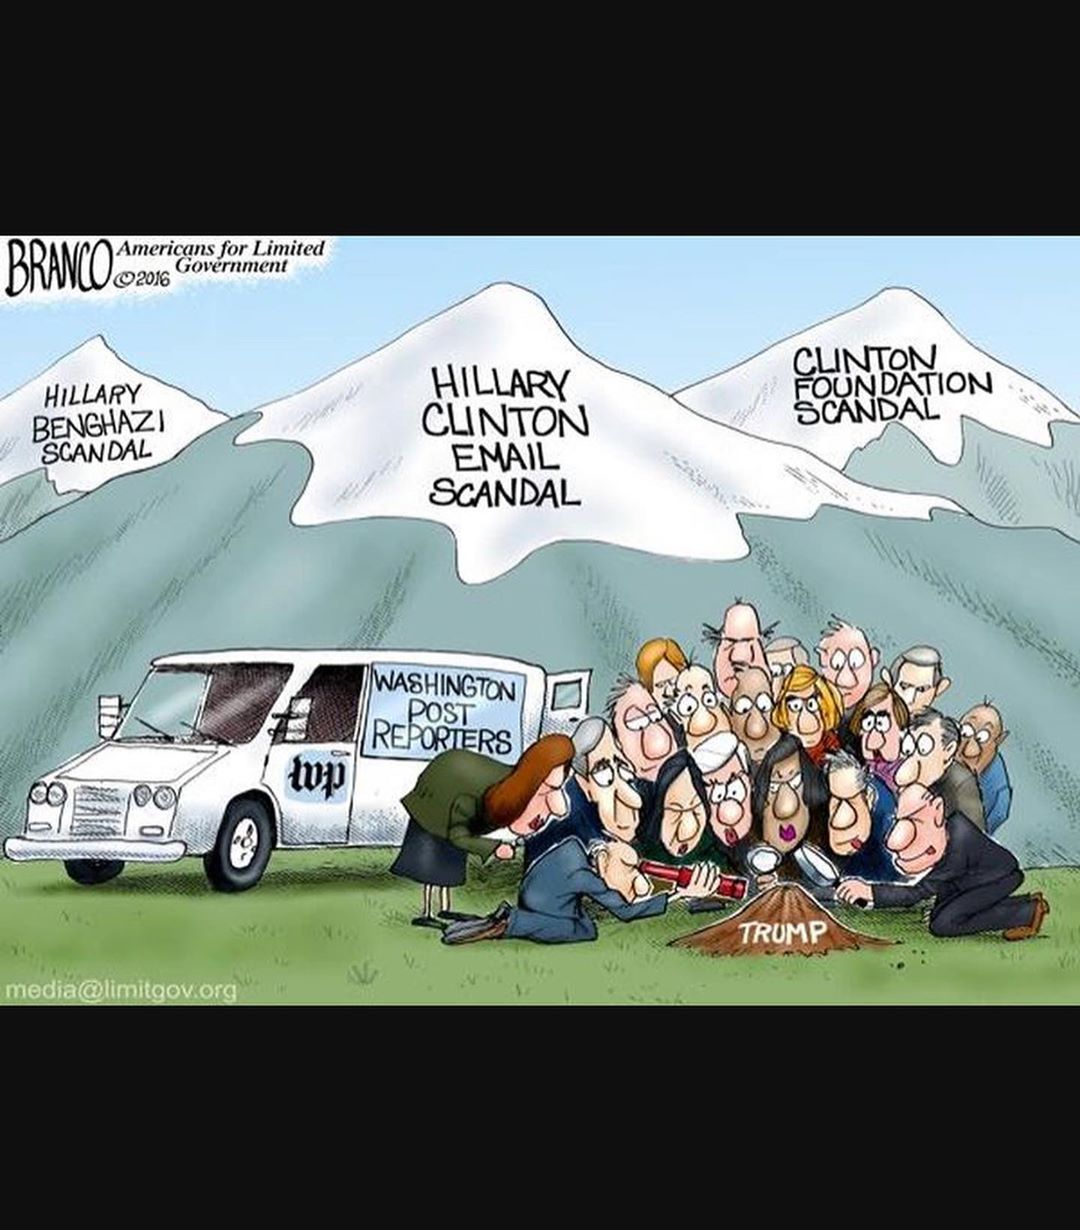 BRANCO Americans for Limited
Government
©2016
HILLARY
BENGHAZI
SCANDAL
HILLARY
CLINTON
EMAIL
SCANDAL
CLINTON
FOUNDATION
SCANDAL
WASHINGTON
POST
REPORTERS
wp
TRUMP
media@limitgov.org